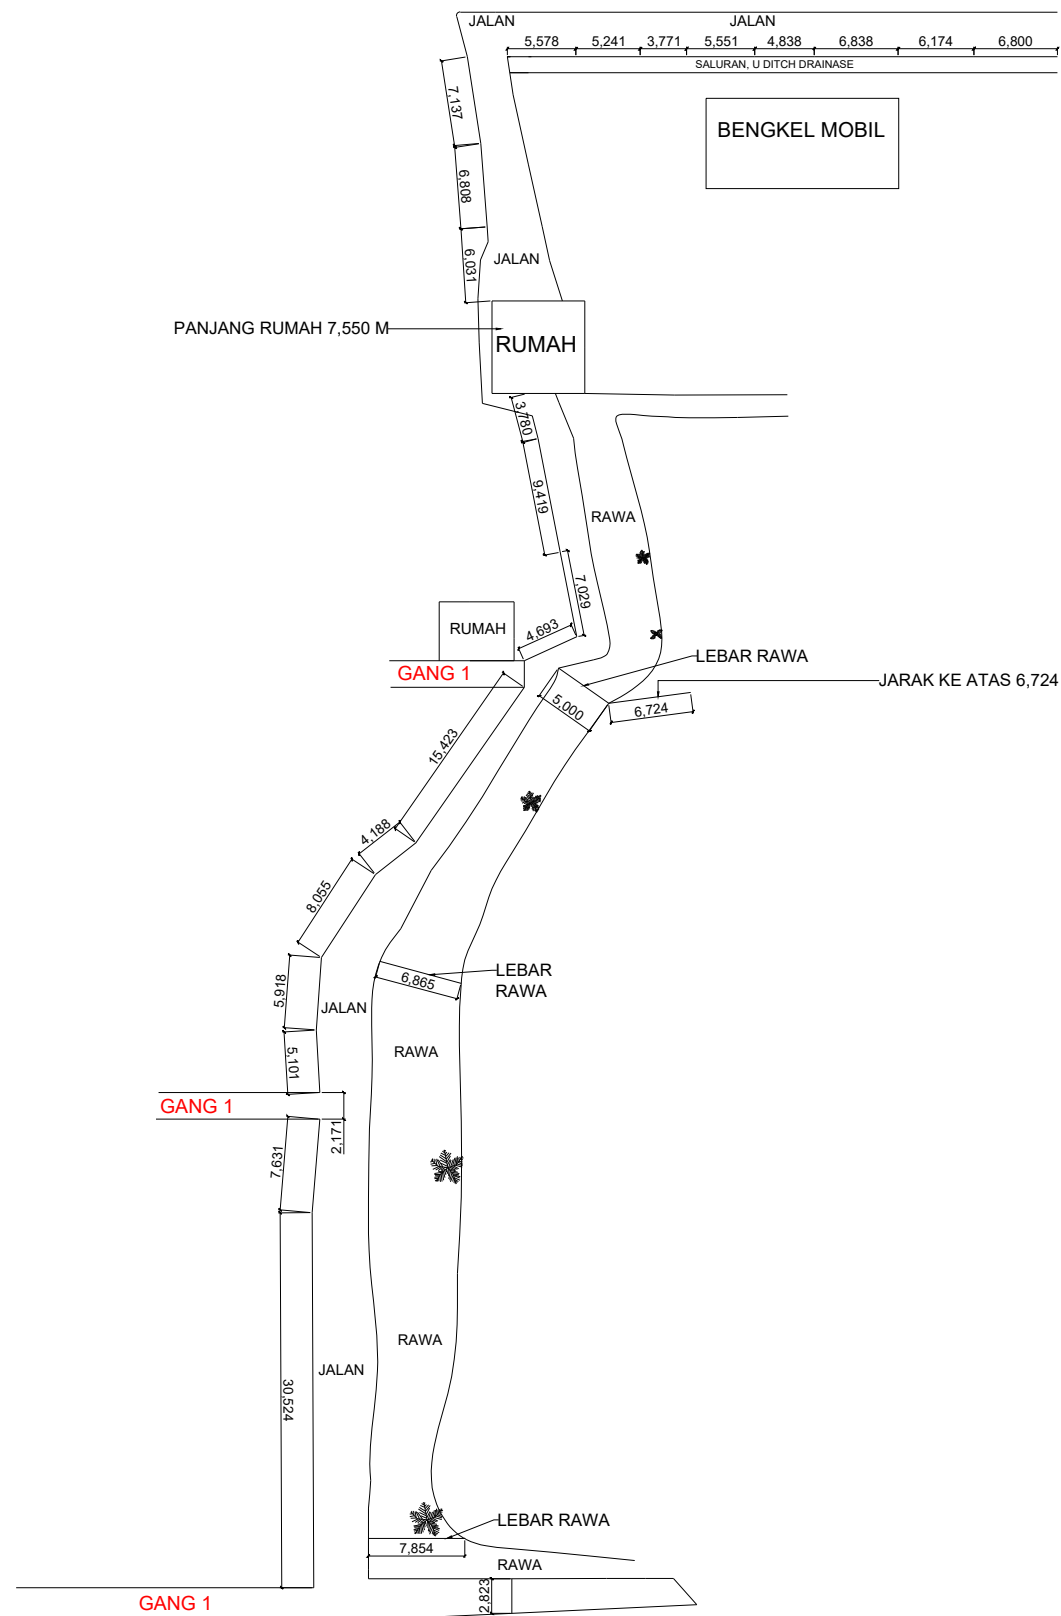 JALAN
JALAN
5,578 5,241 3,771 5,551 4,838 6,838 6,174 6,800
SALURAN, U DITCH DRAINASE
7,137
BENGKEL MOBIL
6,808
6,031
JALAN
PANJANG RUMAH 7,550 M
RUMAH
3,780
9,419
RAWA
7,029
RUMAH
4,693
LEBAR RAWA
GANG 1
JARAK KE ATAS 6,724
5,000
6,724
15,423
4,188
8,055
LEBAR
RAWA
6,865
5,918
JALAN
RAWA
5,101
GANG 1
2,171
7,631
RAWA
JALAN
30,524
LEBAR RAWA
7,854
RAWA
2,823
GANG 1